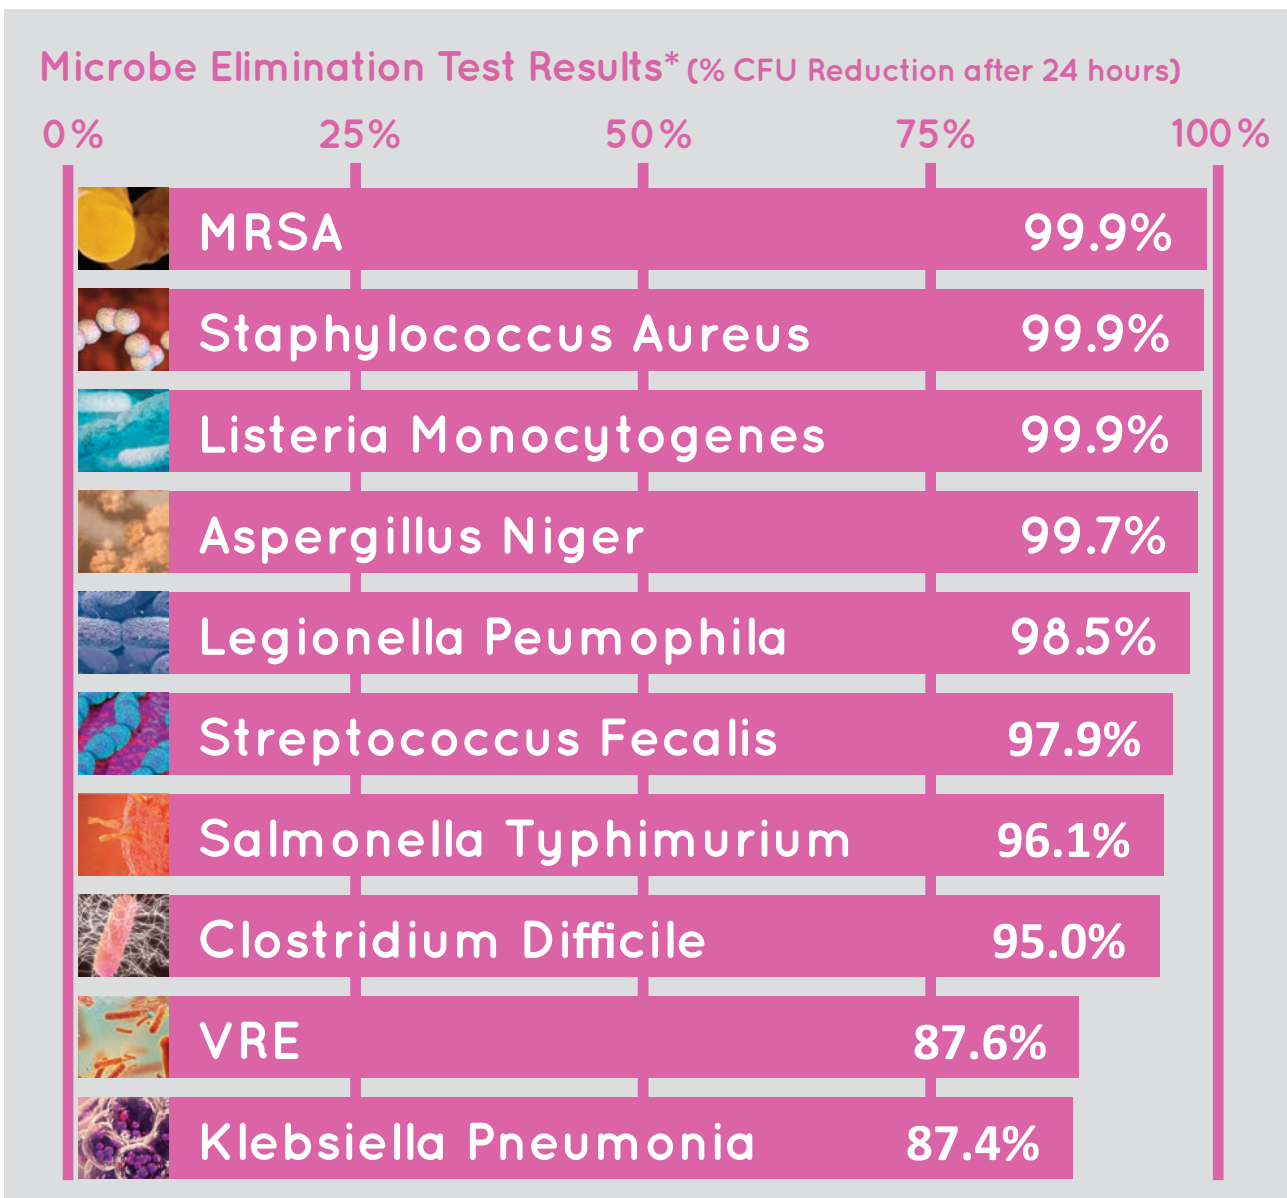 Microbe Elimination Test Results* (% CFU Reduction after 24 hours)
0% 25% 50% 75% 100%
MRSA 99.9%
Staphylococcus Aureus 99.9%
Listeria Monocytogenes 99.9%
Aspergillus Niger 99.7%
Legionella Peumophila 98.5%
Streptococcus Fecalis 97.9%
Salmonella Typhimurium 96.1%
Clostridium Difficile 95.0%
VRE 87.6%
Klebsiella Pneumonia 87.4%